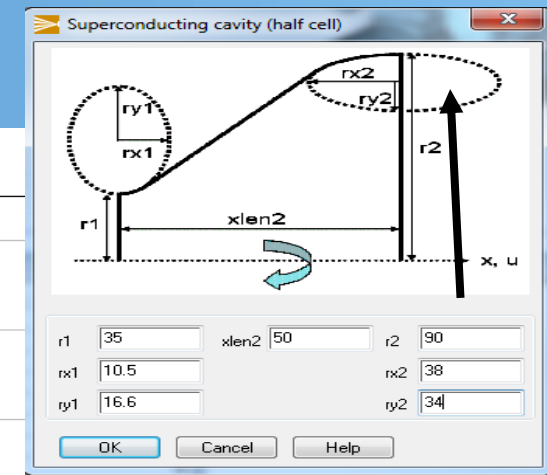 Superconducting cavity (half cell)
ry1
rx1
rx2
ry2
r2
r1
xlen2
x, u
r1 35 xlen2 50 r2 90
rx1 10.5 rx2 38
ry1 16.6 ry2 34
OK Cancel Help